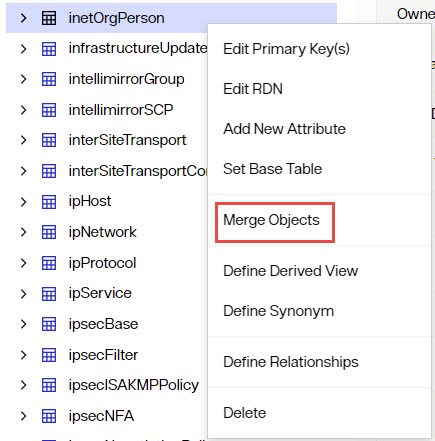 inetOrgPerson
infrastructureUpdate
intellimirrorGroup
intellimirrorSCP
interSiteTransport
interSiteTransportCo
ipHost
ipNetwork
ipProtocol
ipService
ipsecBase
ipsecFilter
ipsecISAKMPPolicy
ipsecNFA
Edit Primary Key(s)
Edit RDN
Add New Attribute
Set Base Table
Merge Objects
Define Derived View
Define Synonym
Define Relationships
Delete
Owne